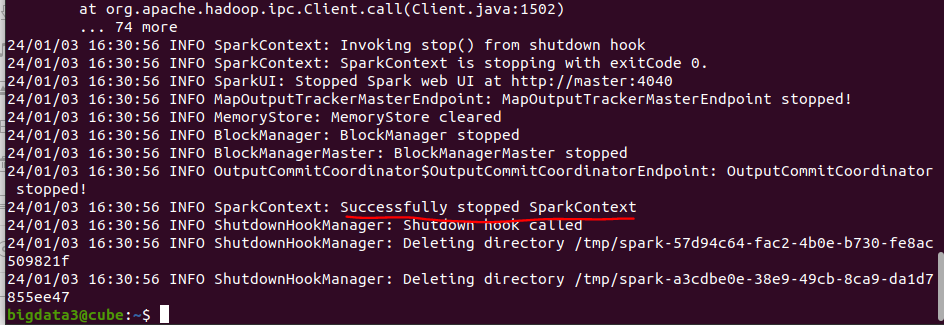 at org.apache.hadoop.ipc.Client.call(Client.java:1502)
... 74 more
24/01/03 16:30:56 INFO SparkContext: Invoking stop() from shutdown hook
24/01/03 16:30:56 INFO SparkContext: SparkContext is stopping with exitCode 0.
24/01/03 16:30:56 INFO SparkUI: Stopped Spark web UI at http://master:4040
24/01/03 16:30:56 INFO MapOutputTrackerMasterEndpoint: MapOutputTrackerMasterEndpoint stopped!
24/01/03 16:30:56 INFO MemoryStore: MemoryStore cleared
24/01/03 16:30:56 INFO BlockManager: BlockManager stopped
24/01/03 16:30:56 INFO BlockManagerMaster: BlockManagerMaster stopped
24/01/03 16:30:56 INFO OutputCommitCoordinator$OutputCommitCoordinatorEndpoint: OutputCommitCoordinator
stopped!
24/01/03 16:30:56 INFO SparkContext: Successfully stopped SparkContext
24/01/03 16:30:56 INFO ShutdownHookManager: Shutdown hook called
24/01/03 16:30:56 INFO ShutdownHookManager: Deleting directory /tmp/spark-57d94c64-fac2-4b0e-b730-fe8ac
509821f
24/01/03 16:30:56 INFO ShutdownHookManager: Deleting directory /tmp/spark-a3cdbe0e-38e9-49cb-8ca9-da1d7
855ee47
bigdata3@cube:~$